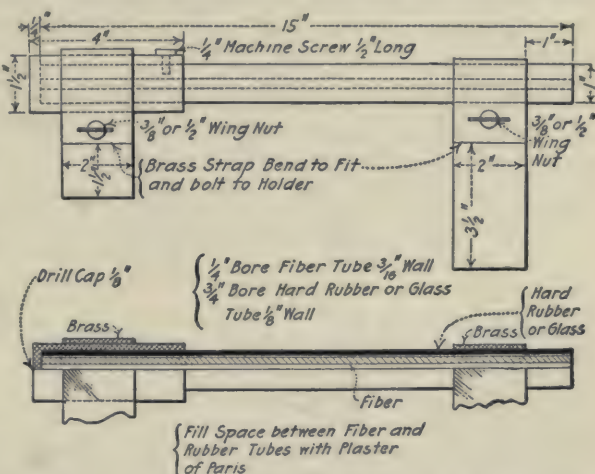 1/4"
15"
4"
1/4" Machine Screw 1/2" Long
1"
1 1/2"
1"
3/8" or 1/2" Wing Nut
3/8" or 1/2"
Wing
Nut
2"
1 1/2"
Brass Strap Bend to Fit
and bolt to Holder
2"
3 1/2"
Drill Cap 1/8"
1/4" Bore Fiber Tube 3/16" Wall
3/4" Bore Hard Rubber or Glass
Tube 1/8" Wall
Hard
Rubber
or Glass
Brass
Brass
Fiber
Fill Space between Fiber and
Rubber Tubes with Plaster
of Paris